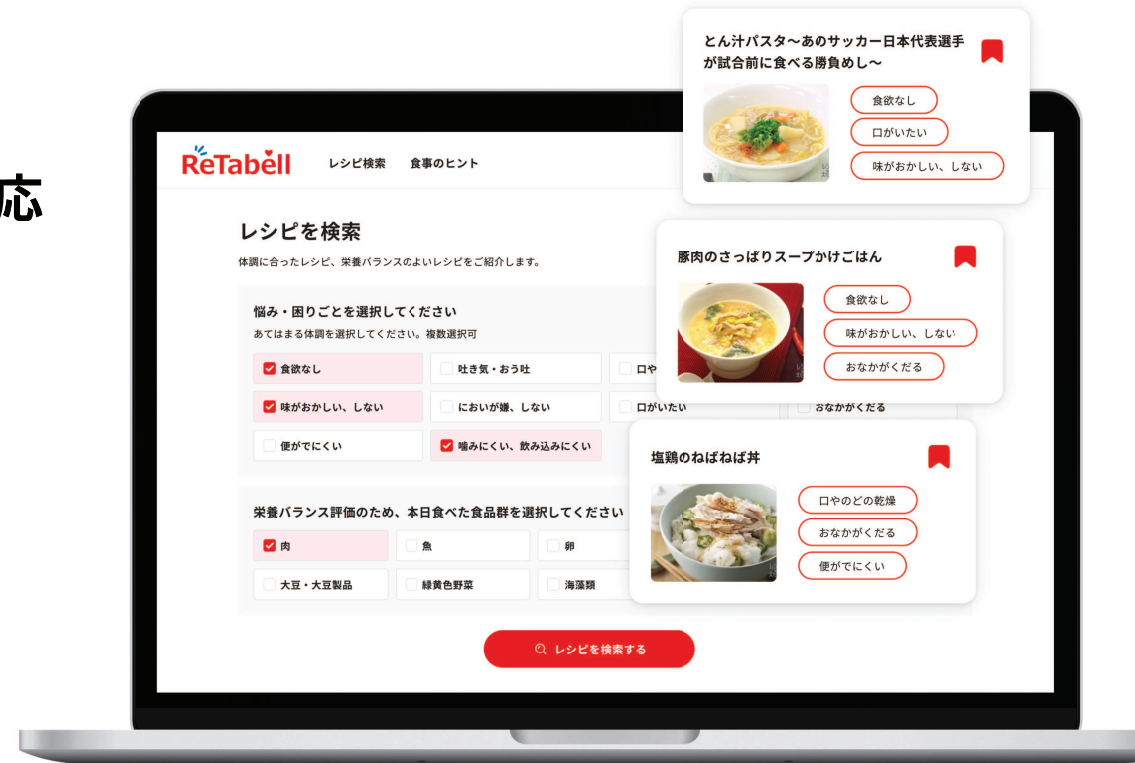 応
ReTabell
レシピ検索
食事のヒント
レシピを検索
体調に合ったレシピ、栄養バランスのよいレシピをご紹介します。
悩み・困りごとを選択してください
あてはまる体調を選択してください。複数選択可
食欲なし
吐き気・おう吐
口や
味がおかしい、しない
においが嫌、しない
口がいたい
おなかがくだる
便がでにくい
噛みにくい、飲み込みにくい
栄養バランス評価のため、本日食べた食品群を選択してください
肉
魚
卵
大豆・大豆製品
緑黄色野菜
海藻類
レシピを検索する
とん汁パスタ～あのサッカー日本代表選手
が試合前に食べる勝負めし～
食欲なし
口がいたい
味がおかしい、しない
豚肉のさっぱりスープかけごはん
食欲なし
味がおかしい、しない
おなかがくだる
塩鶏のねばねば丼
口やのどの乾燥
おなかがくだる
便がでにくい